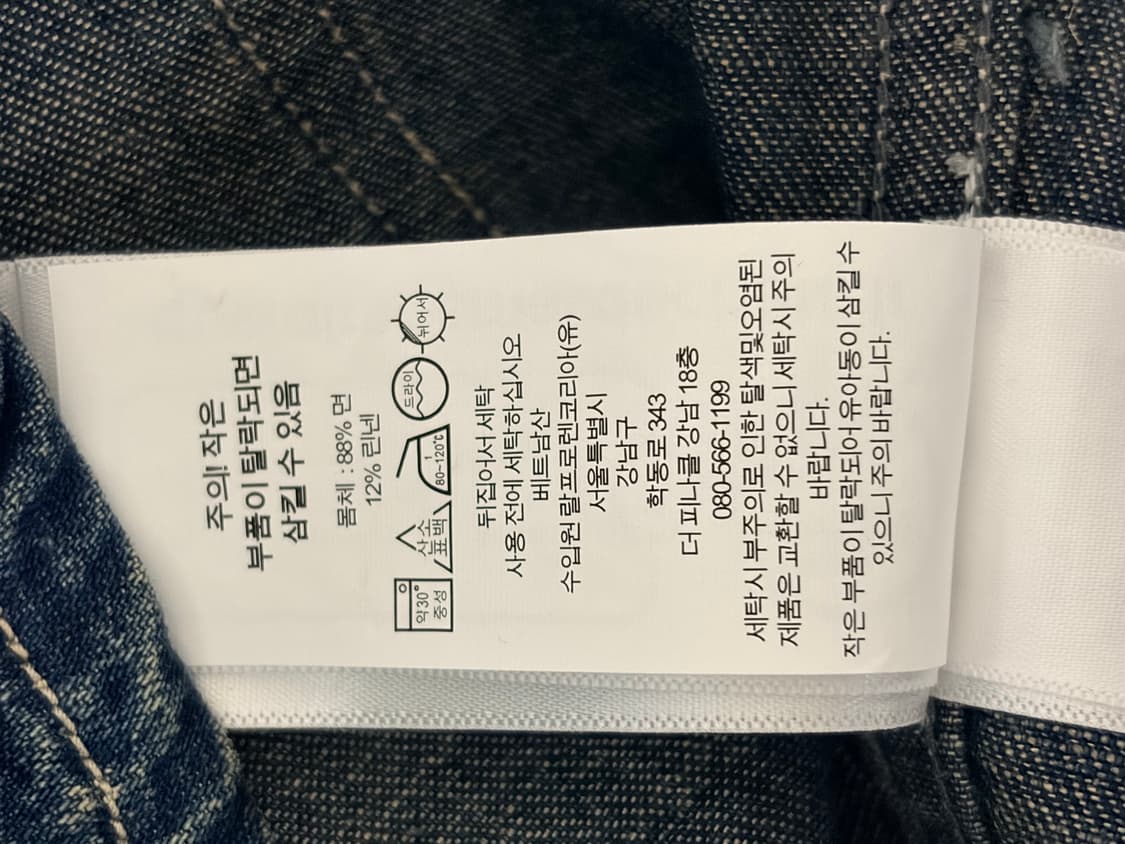 주의! 작은
부품이 탈락되면
삼킬 수 있음
몸체 : 88% 면
12% 린넨
약30°
중성
산소
표백
80~120℃
드라이
뉘어서
뒤집어서 세탁
사용 전에 세탁하십시오
베트남산
수입원 랄프로렌코리아(유)
서울특별시
강남구
학동로 343
더 피나클 강남 18층
080-566-1199
세탁시 부주의로 인한 탈색및오염된
제품은 교환할 수 없으니 세탁시 주의
바랍니다.
작은 부품이 탈락되어 유아동이 삼킬 수
있으니 주의 바랍니다.